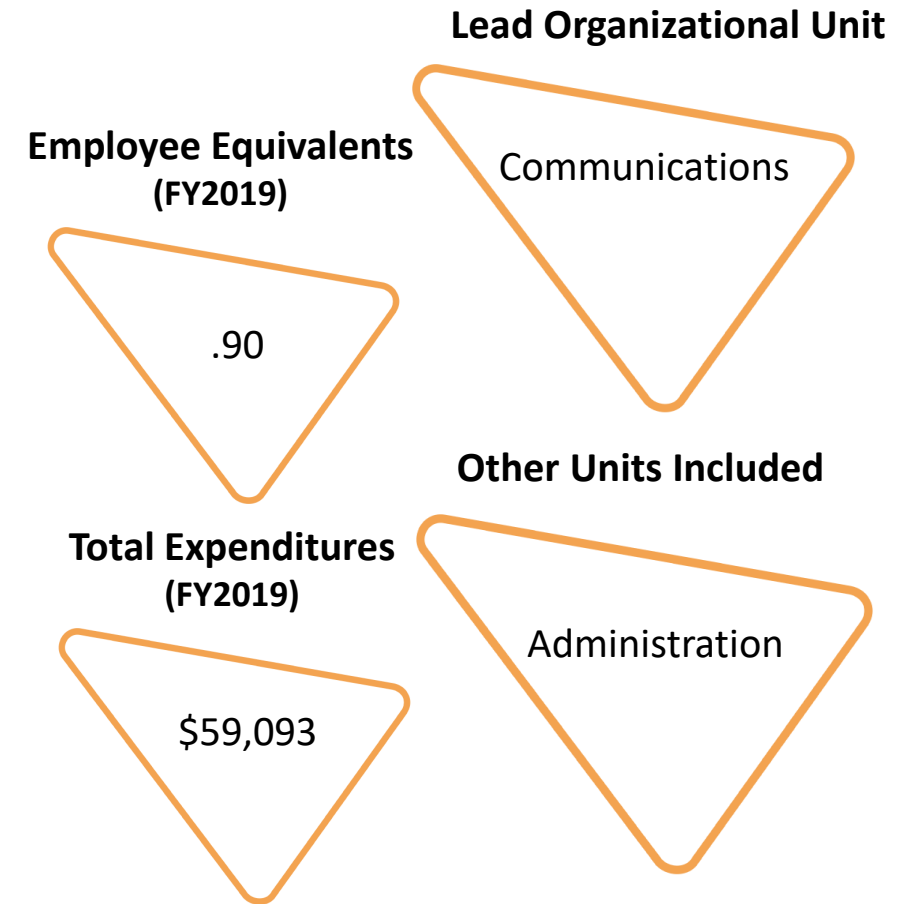 Lead Organizational Unit
Communications
Employee Equivalents
(FY2019)
.90
Other Units Included
Administration
Total Expenditures
(FY2019)
$59,093